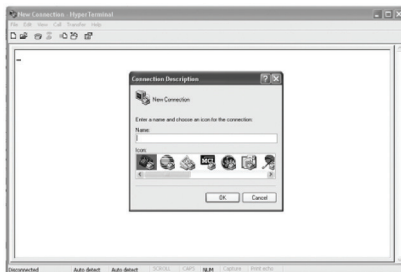 New Connection - HyperTerminal
File Edit View Call Transfer Help
Connection Description
New Connection
Enter a name and choose an icon for the connection:
Name:
Icon:
MCI
OK Cancel
Disconnected Auto detect Auto detect SCROLL CAPS NUM Capture Print echo